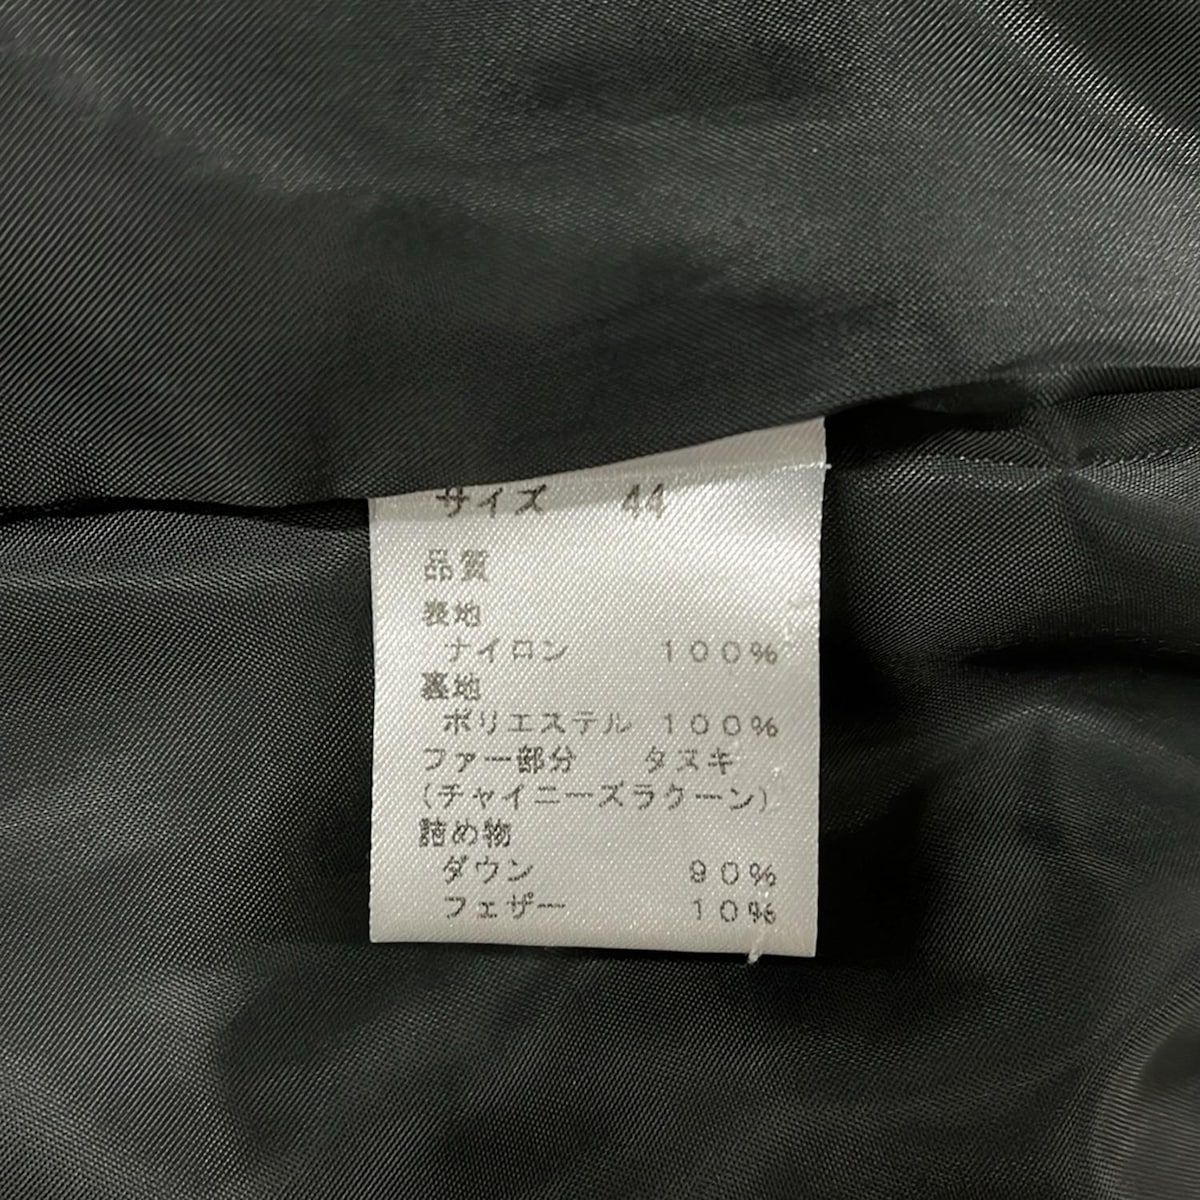 サイズ 44
品質
表地
ナイロン 100%
裏地
ポリエステル 100%
ファー部分 タヌキ
(チャイニーズラクーン)
詰め物
ダウン 90%
フェザー 10%